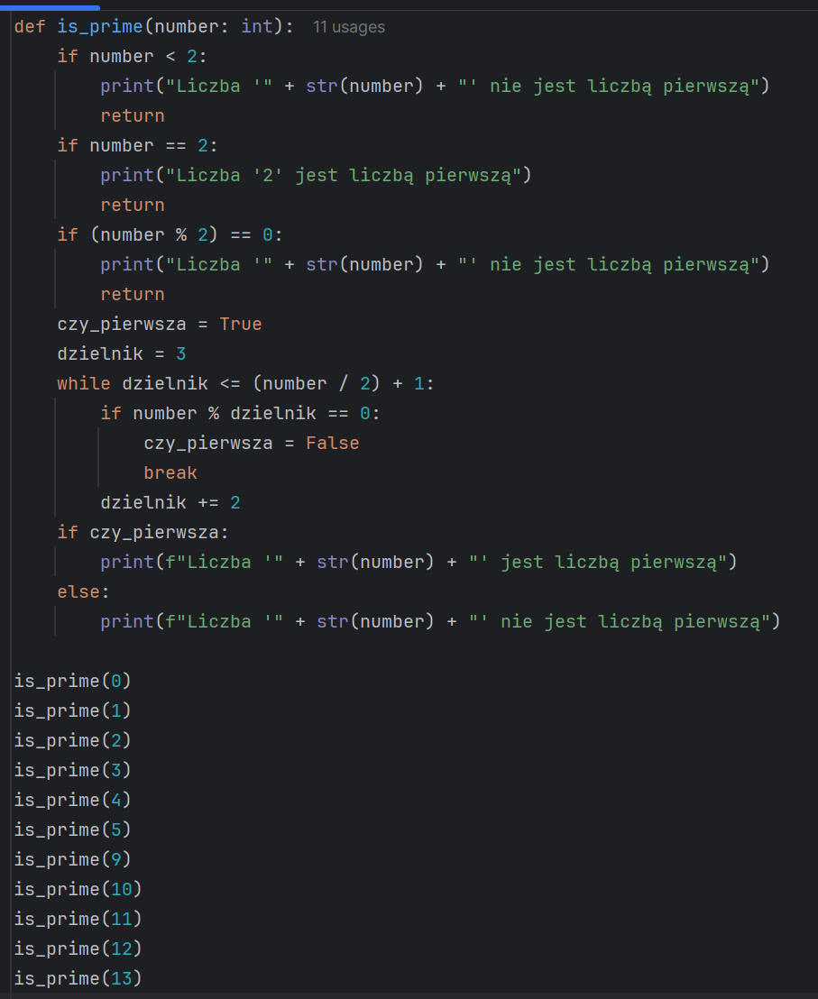 def is_prime(number: int): 11 usages
    if number < 2:
        print("Liczba '" + str(number) + "' nie jest liczbą pierwszą")
        return
    if number == 2:
        print("Liczba '2' jest liczbą pierwszą")
        return
    if (number % 2) == 0:
        print("Liczba '" + str(number) + "' nie jest liczbą pierwszą")
        return
    czy_pierwsza = True
    dzielnik = 3
    while dzielnik <= (number / 2) + 1:
        if number % dzielnik == 0:
            czy_pierwsza = False
            break
        dzielnik += 2
    if czy_pierwsza:
        print(f"Liczba '" + str(number) + "' jest liczbą pierwszą")
    else:
        print(f"Liczba '" + str(number) + "' nie jest liczbą pierwszą")
is_prime(0)
is_prime(1)
is_prime(2)
is_prime(3)
is_prime(4)
is_prime(5)
is_prime(9)
is_prime(10)
is_prime(11)
is_prime(12)
is_prime(13)